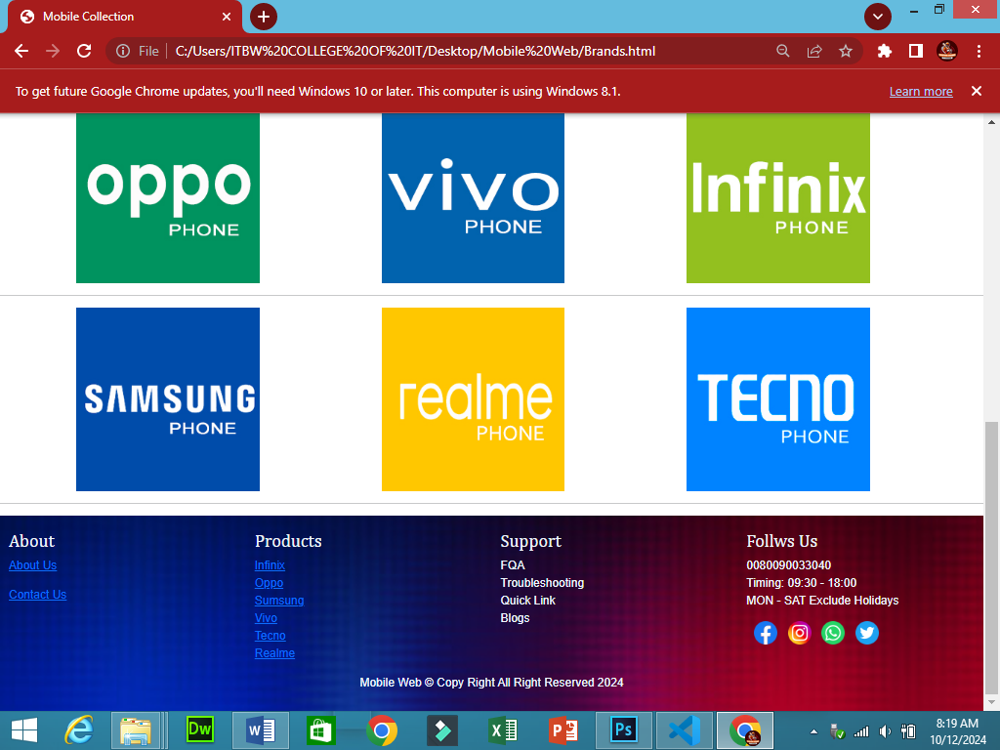 Mobile Collection
File
C:/Users/ITBW%20COLLEGE%20OF%20IT/Desktop/Mobile%20Web/Brands.html
To get future Google Chrome updates, you'll need Windows 10 or later. This computer is using Windows 8.1.
Learn more
oppo
PHONE
vivo
PHONE
Infinix
PHONE
SAMSUNG
PHONE
realme
PHONE
TECNO
PHONE
About
About Us
Contact Us
Products
Infinix
Oppo
Sumsung
Vivo
Tecno
Realme
Support
FQA
Troubleshooting
Quick Link
Blogs
Follws Us
0080090033040
Timing: 09:30 - 18:00
MON - SAT Exclude Holidays
Mobile Web © Copy Right All Right Reserved 2024
Dw
W
X
P
Ps
8:19 AM
10/12/2024